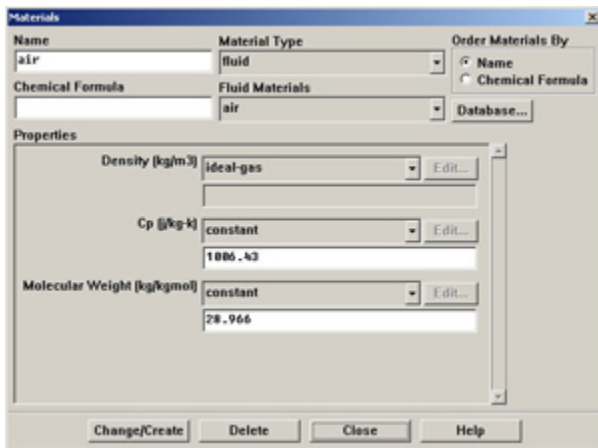 Materials
Name
air
Material Type
fluid
Order Materials By
Name
Chemical Formula
Chemical Formula
Fluid Materials
air
Database...
Properties
Density (kg/m3) ideal-gas Edit...
Cp (j/kg-k) constant Edit...
1006.43
Molecular Weight (kg/kgmol) constant Edit...
28.966
Change/Create Delete Close Help